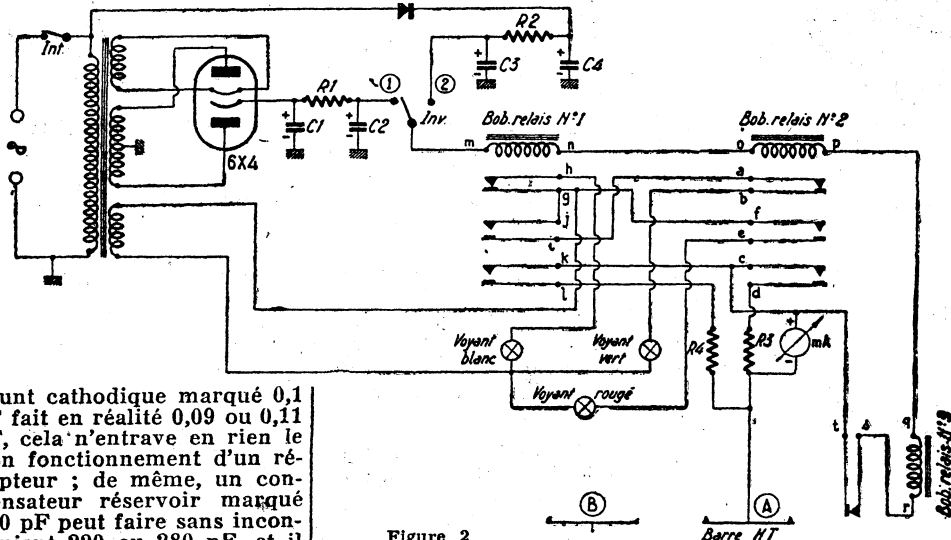 Int.
R2
C3
C4
R1
1
2
Inv.
C1
C2
6X4
Bob. relais N°1
Bob. relais N°2
m
n
o
p
h
a
g
b
j
f
i
e
k
c
l
d
Voyant
blanc
Voyant
vert
Voyant rouge
R4
R3
mk
t
s
q
r
Bob. relais N°3
B
A
Barre HT
Figure 2
unt cathodique marqué 0,1
fait en réalité 0,09 ou 0,11
, cela n'entrave en rien le
n fonctionnement d'un ré-
pteur ; de même, un con-
nsateur réservoir marqué
0 pF peut faire sans incon-